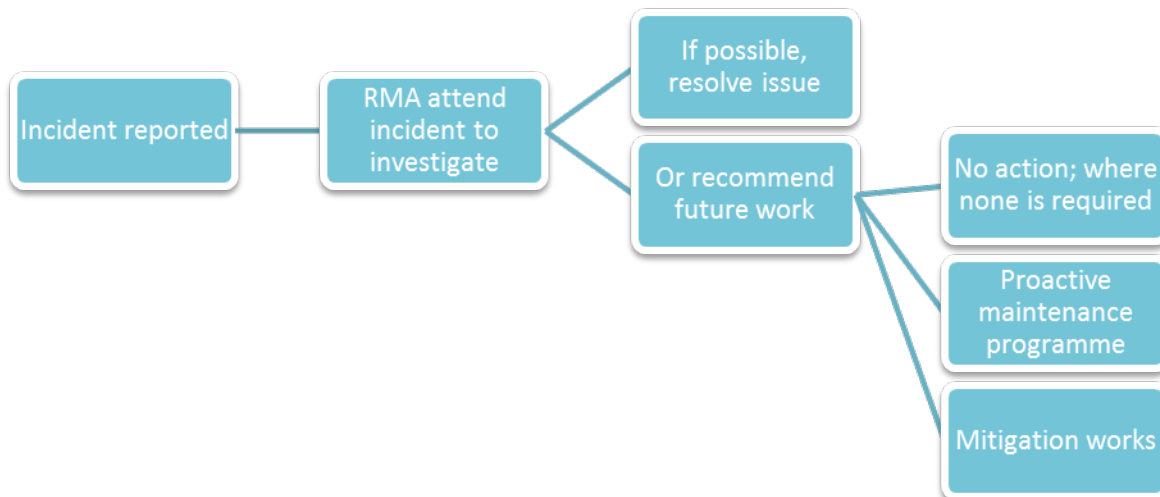 Incident reported
RMA attend
incident to
investigate
If possible,
resolve issue
Or recommend
future work
No action; where
none is required
Proactive
maintenance
programme
Mitigation works